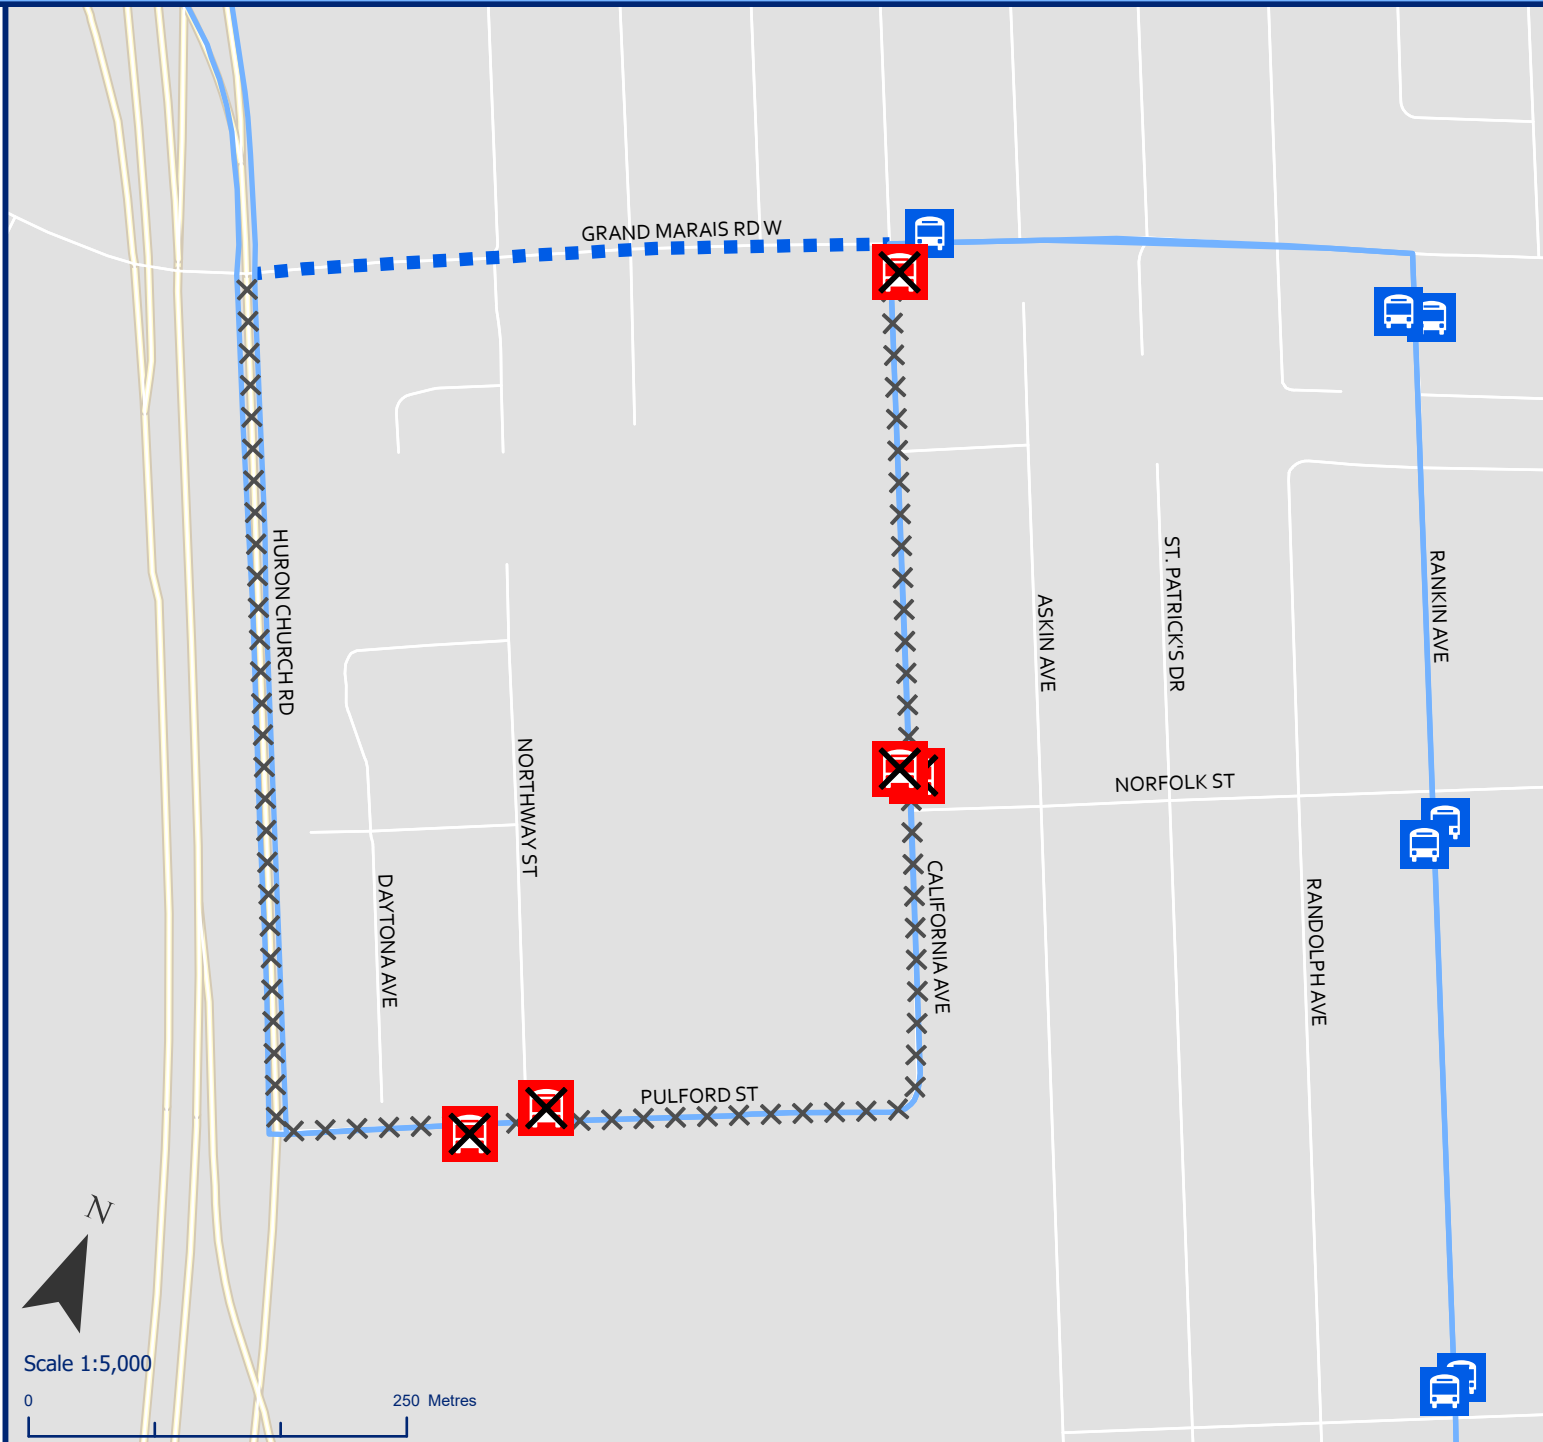 GRAND MARAIS RD W
HURON CHURCH RD
ST. PATRICK'S DR
RANKIN AVE
ASKIN AVE
NORTHWAY ST
NORFOLK ST
CALIFORNIA AVE
DAYTONA AVE
RANDOLPH AVE
PULFORD ST
N
Scale 1:5,000
0 250 Metres